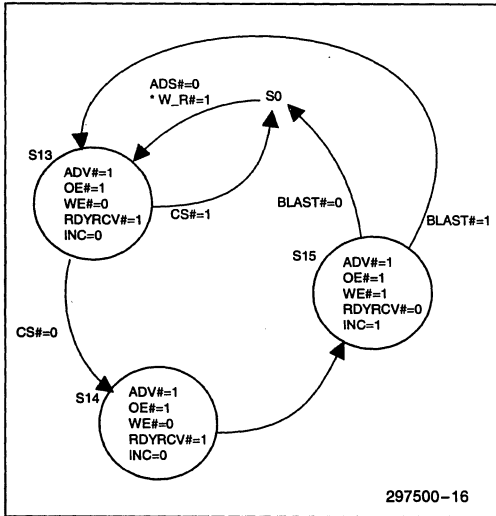 ADS#=0
* W_R#=1
S0
S13
ADV#=1
OE#=1
WE#=0
RDYRCV#=1
INC=0
CS#=1
BLAST#=0
BLAST#=1
S15
ADV#=1
OE#=1
WE#=1
RDYRCV#=0
INC=1
CS#=0
S14
ADV#=1
OE#=1
WE#=0
RDYRCV#=1
INC=0
297500-16